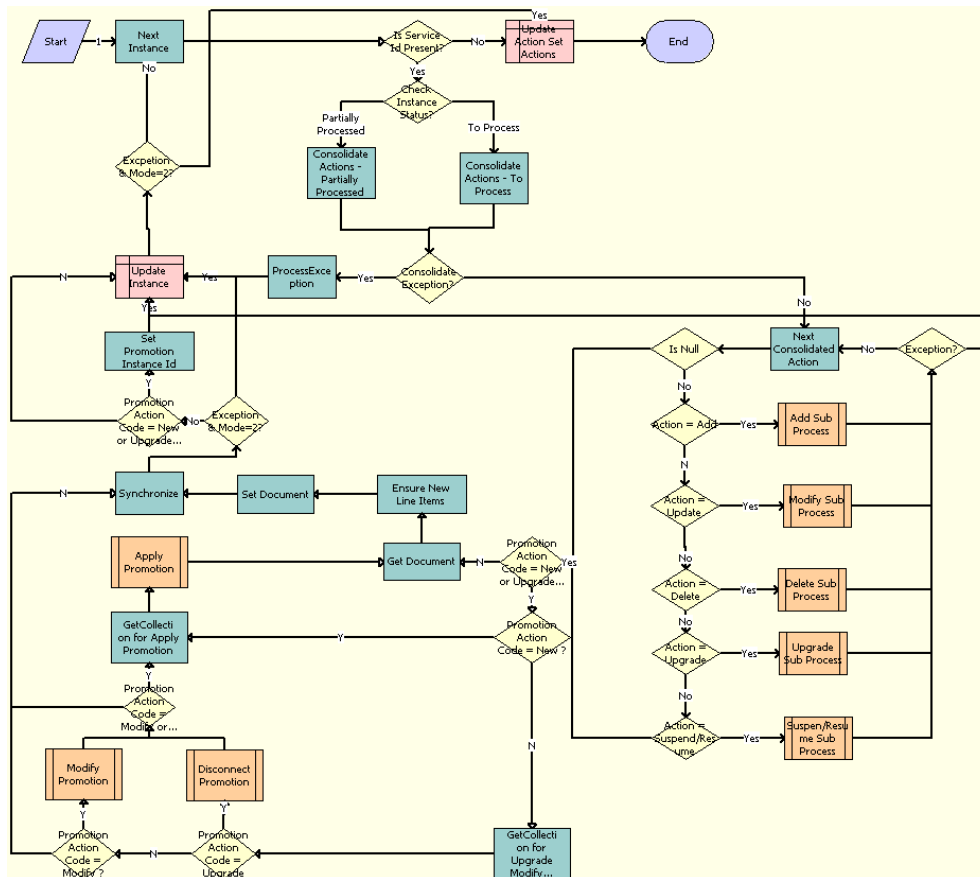 Start
1
Next
Instance
Is Service
Id Present?
No
Yes
Update
Action Set
Actions
End
No
Yes
Check
Instance
Status?
Partially
Processed
To Process
Excpetion
& Mode=2?
Consolidate
Actions -
Partially
Processed
Consolidate
Actions - To
Process
N
Update
Instance
Yes
ProcessExc
eption
Yes
Consolidate
Exception?
No
Yes
Set
Promotion
Instance Id
Is Null
Next
Consolidated
Action
No
Exception?
Y
No
Promotion
Action
Code = New
or Upgrade...
No
Exception
& Mode=2?
Action = Add
Yes
Add Sub
Process
N
N
Synchronize
Set Document
Ensure New
Line Items
Action =
Update
Yes
Modify Sub
Process
Apply
Promotion
Get Document
N
Promotion
Action
Code = New
or Upgrade...
Yes
No
Y
Action =
Delete
Yes
Delete Sub
Process
No
GetCollecti
on for Apply
Promotion
Y
Promotion
Action
Code = New ?
Action =
Upgrade
Yes
Upgrade
Sub Process
Y
No
Promotion
Action
Code =
Modify or...
Action =
Suspend/Res
ume
Yes
Suspen/Resu
me Sub
Process
N
Modify
Promotion
Disconnect
Promotion
Y
Y
Promotion
Action
Code =
Modify ?
N
Promotion
Action
Code =
Upgrade
GetCollecti
on for
Upgrade
Modify...